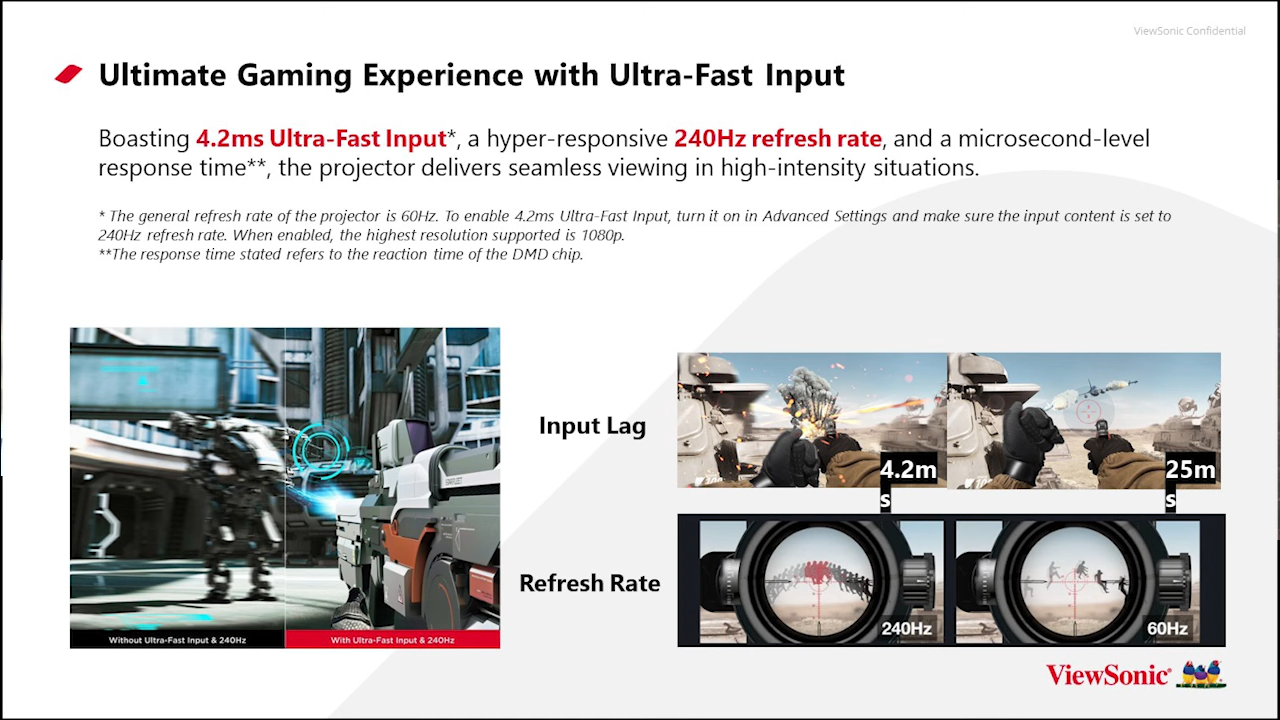 ViewSonic Confidential
Ultimate Gaming Experience with Ultra-Fast Input
Boasting 4.2ms Ultra-Fast Input*, a hyper-responsive 240Hz refresh rate, and a microsecond-level
response time**, the projector delivers seamless viewing in high-intensity situations.
* The general refresh rate of the projector is 60Hz. To enable 4.2ms Ultra-Fast Input, turn it on in Advanced Settings and make sure the input content is set to
240Hz refresh rate. When enabled, the highest resolution supported is 1080p.
**The response time stated refers to the reaction time of the DMD chip.
Without Ultra-Fast Input & 240Hz
With Ultra-Fast Input & 240Hz
Input Lag
4.2m
s
25m
s
Refresh Rate
240Hz
60Hz
ViewSonic